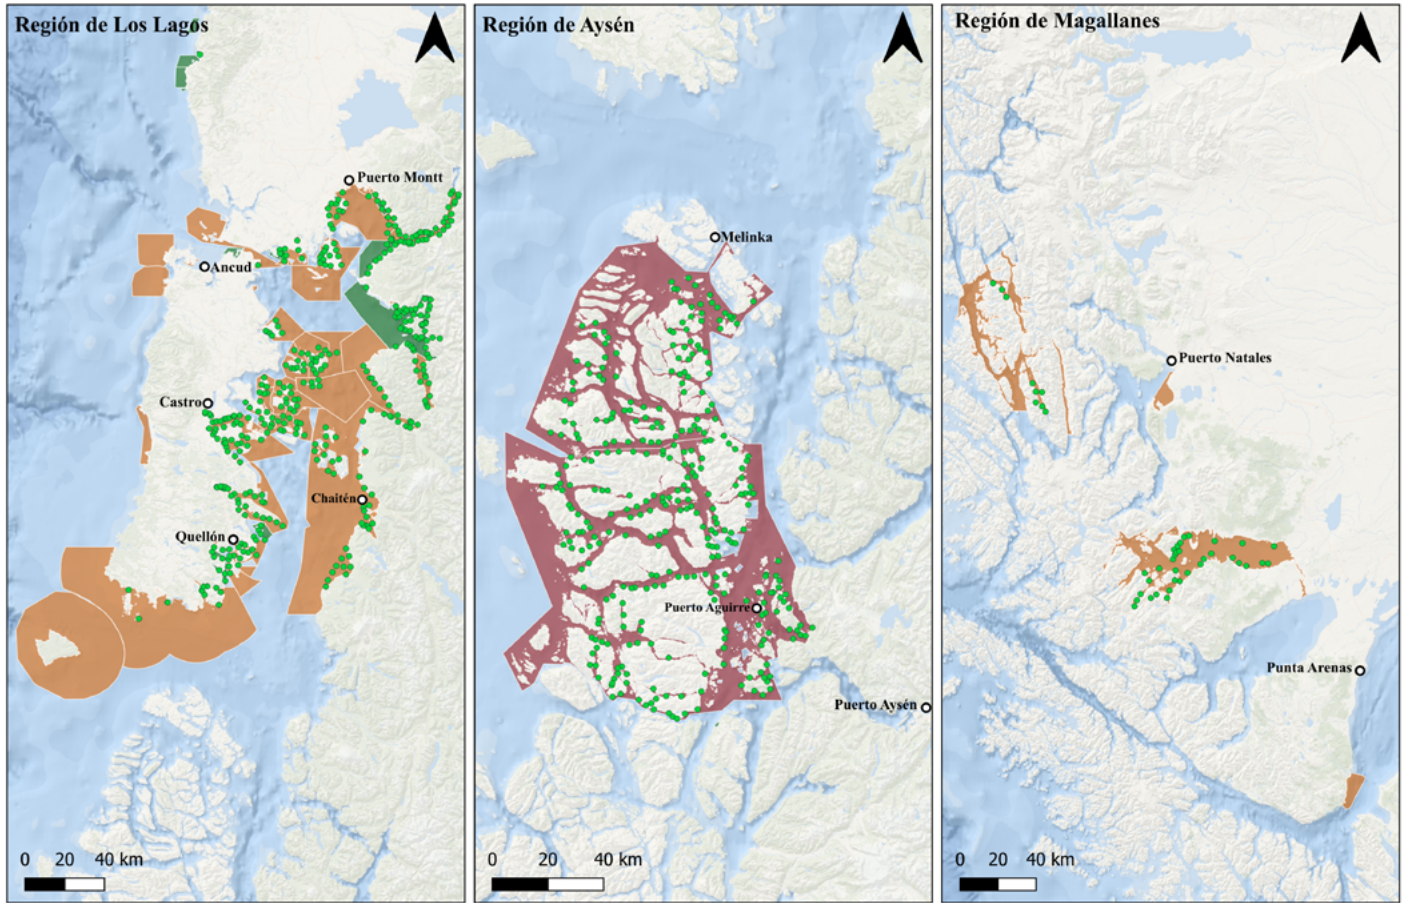 Región de Los Lagos
Puerto Montt
Ancud
Castro
Chaitén
Quellón
0 20 40 km
Región de Aysén
Melinka
Puerto Aguirre
Puerto Aysén
0 20 40 km
Región de Magallanes
Puerto Natales
Punta Arenas
0 20 40 km